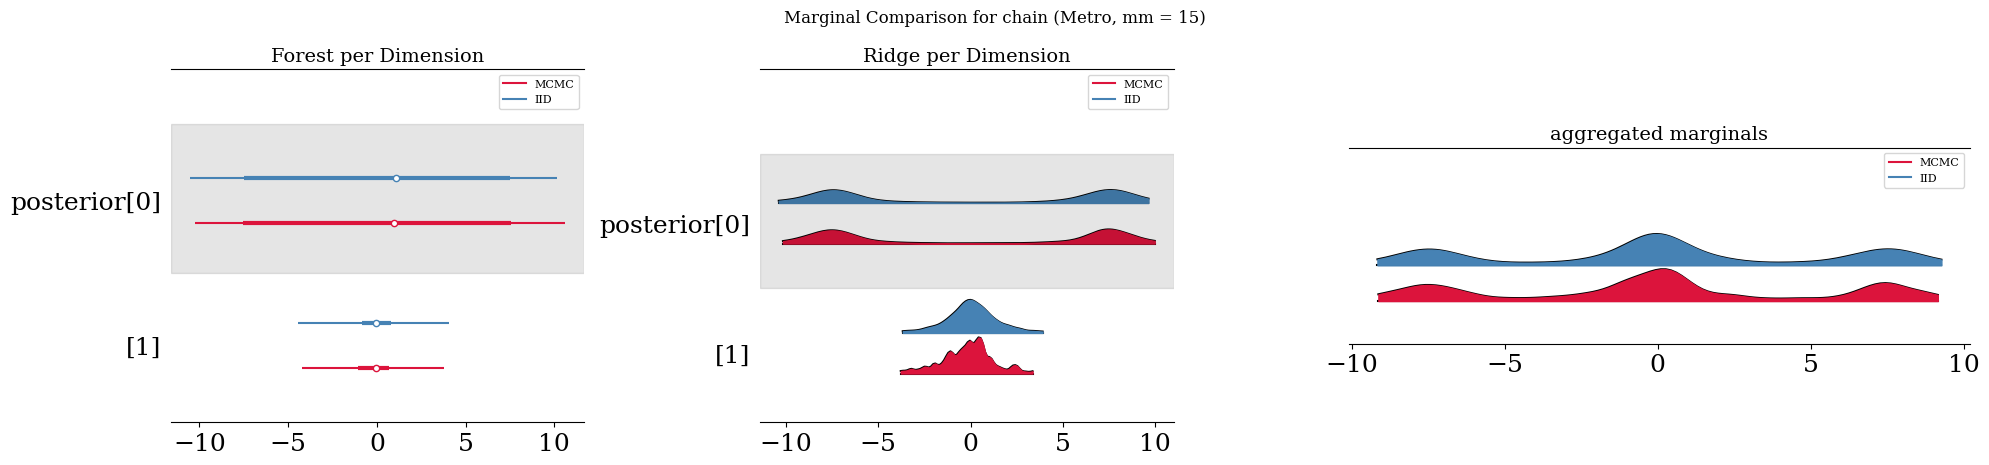 Marginal Comparison for chain (Metro, mm = 15)
Forest per Dimension
MCMC
IID
posterior[0]
[1]
−10 −5 0 5 10
Ridge per Dimension
MCMC
IID
posterior[0]
[1]
−10 −5 0 5 10
aggregated marginals
MCMC
IID
−10 −5 0 5 10